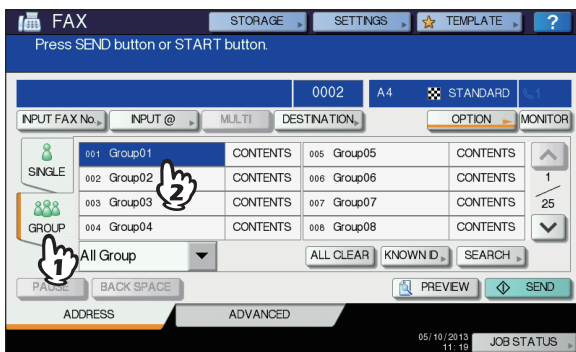 FAX STORAGE SETTINGS TEMPLATE ?
Press SEND button or START button.
0002 A4 STANDARD 1
INPUT FAX No. INPUT @ MULTI DESTINATION OPTION MONITOR
SINGLE
GROUP
001 Group01 CONTENTS 005 Group05 CONTENTS
002 Group02 CONTENTS 006 Group06 CONTENTS
003 Group03 CONTENTS 007 Group07 CONTENTS
004 Group04 CONTENTS 008 Group08 CONTENTS
1
25
2
1
All Group ALL CLEAR KNOWN ID SEARCH
PAUSE BACK SPACE PREVIEW SEND
ADDRESS ADVANCED
05/10/2013
11:19
JOB STATUS